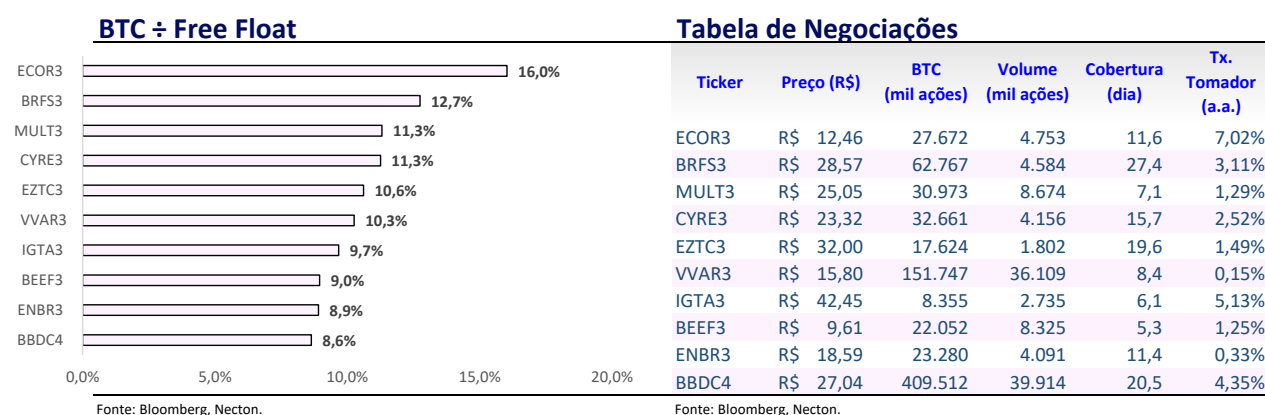 BTC ÷ Free Float
ECOR3 16,0%
BRFS3 12,7%
MULT3 11,3%
CYRE3 11,3%
EZTC3 10,6%
VVAR3 10,3%
IGTA3 9,7%
BEEF3 9,0%
ENBR3 8,9%
BBDC4 8,6%
0,0% 5,0% 10,0% 15,0% 20,0%
Fonte: Bloomberg, Necton.
Tabela de Negociações
Ticker Preço (R$) BTC (mil ações) Volume (mil ações) Cobertura (dia) Tx. Tomador (a.a.)
ECOR3 R$ 12,46 27.672 4.753 11,6 7,02%
BRFS3 R$ 28,57 62.767 4.584 27,4 3,11%
MULT3 R$ 25,05 30.973 8.674 7,1 1,29%
CYRE3 R$ 23,32 32.661 4.156 15,7 2,52%
EZTC3 R$ 32,00 17.624 1.802 19,6 1,49%
VVAR3 R$ 15,80 151.747 36.109 8,4 0,15%
IGTA3 R$ 42,45 8.355 2.735 6,1 5,13%
BEEF3 R$ 9,61 22.052 8.325 5,3 1,25%
ENBR3 R$ 18,59 23.280 4.091 11,4 0,33%
BBDC4 R$ 27,04 409.512 39.914 20,5 4,35%
Fonte: Bloomberg, Necton.